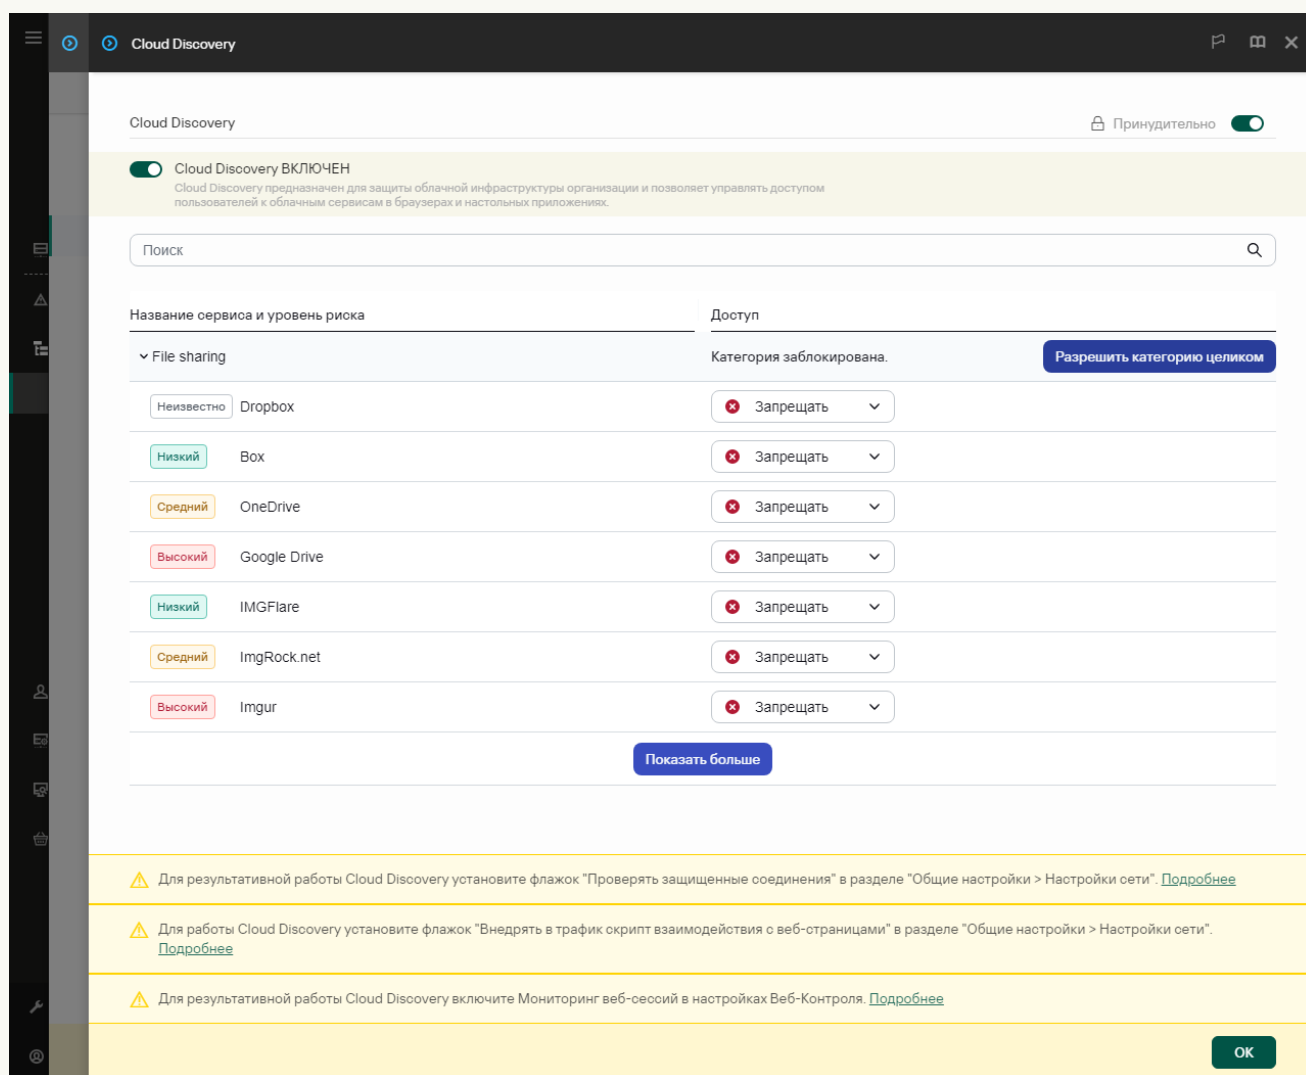 Cloud Discovery
Cloud Discovery
Принудительно
Cloud Discovery ВКЛЮЧЕН
Cloud Discovery предназначен для защиты облачной инфраструктуры организации и позволяет управлять доступом
пользователей к облачным сервисам в браузерах и настольных приложениях.
Поиск
Название сервиса и уровень риска Доступ
File sharing Категория заблокирована. Разрешить категорию целиком
Неизвестно Dropbox Запрещать
Низкий Box Запрещать
Средний OneDrive Запрещать
Высокий Google Drive Запрещать
Низкий IMGFlare Запрещать
Средний ImgRock.net Запрещать
Высокий Imgur Запрещать
Показать больше
Для результативной работы Cloud Discovery установите флажок "Проверять защищенные соединения" в разделе "Общие настройки > Настройки сети". Подробнее
Для работы Cloud Discovery установите флажок "Внедрять в трафик скрипт взаимодействия с веб-страницами" в разделе "Общие настройки > Настройки сети".
Подробнее
Для результативной работы Cloud Discovery включите Мониторинг веб-сессий в настройках Веб-Контроля. Подробнее
ОК